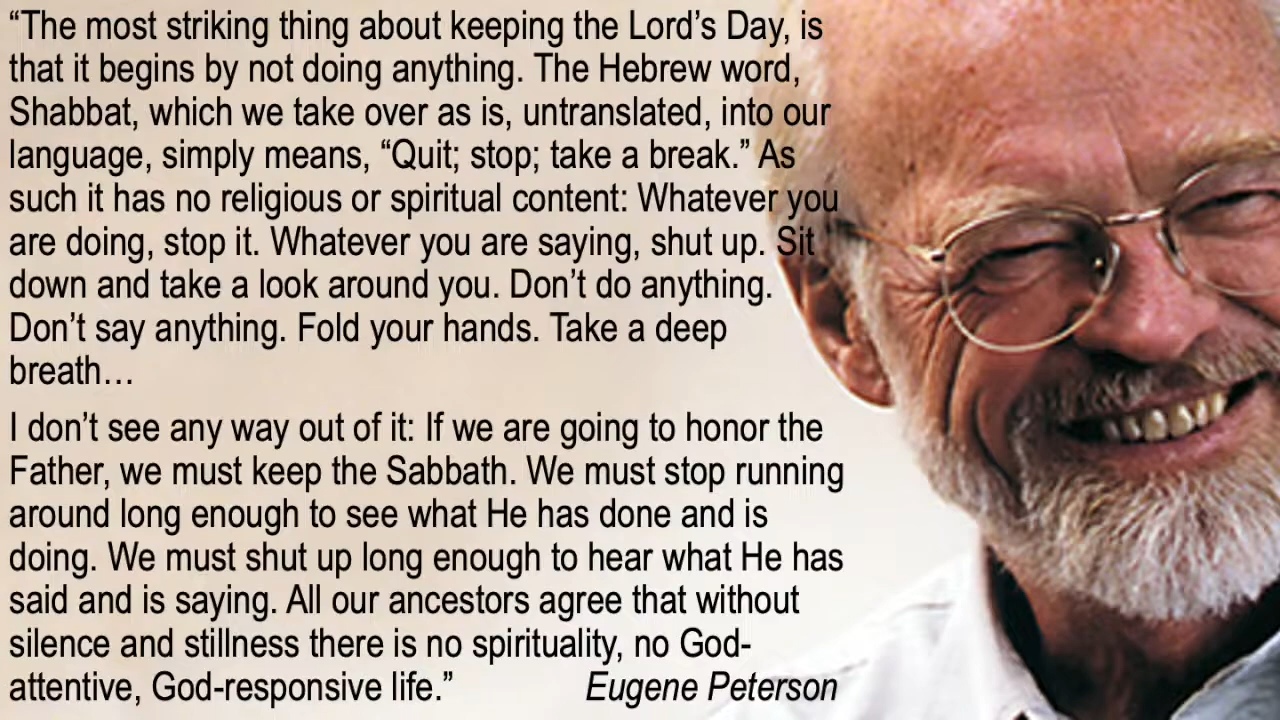 “The most striking thing about keeping the Lord’s Day, is
that it begins by not doing anything. The Hebrew word,
Shabbat, which we take over as is, untranslated, into our
language, simply means, “Quit; stop; take a break.” As
such it has no religious or spiritual content: Whatever you
are doing, stop it. Whatever you are saying, shut up. Sit
down and take a look around you. Don’t do anything.
Don’t say anything. Fold your hands. Take a deep
breath…
I don’t see any way out of it: If we are going to honor the
Father, we must keep the Sabbath. We must stop running
around long enough to see what He has done and is
doing. We must shut up long enough to hear what He has
said and is saying. All our ancestors agree that without
silence and stillness there is no spirituality, no God-
attentive, God-responsive life.” Eugene Peterson